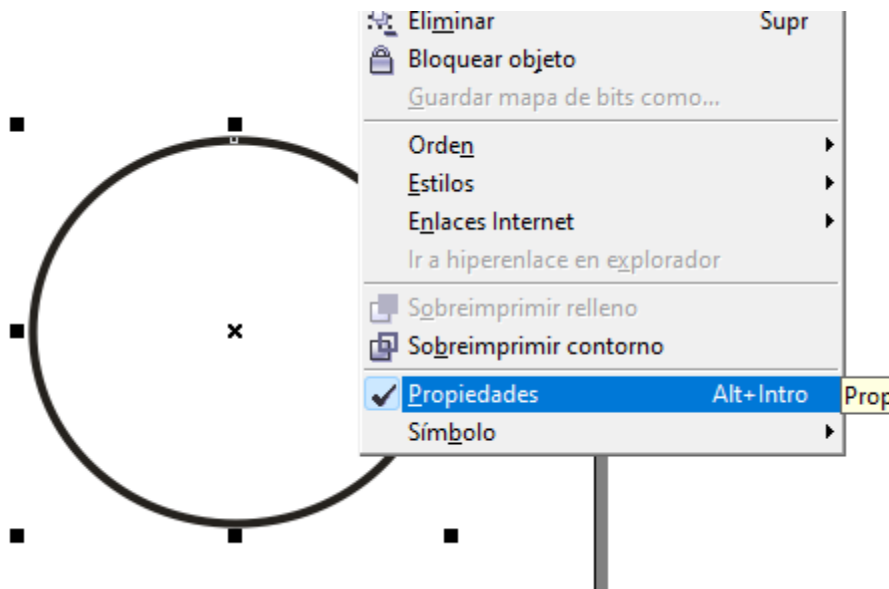 Eliminar Supr
Bloquear objeto
Guardar mapa de bits como...
Orden
Estilos
Enlaces Internet
Ir a hiperenlace en explorador
Sobreimprimir relleno
Sobreimprimir contorno
Propiedades Alt+Intro Prop
Símbolo